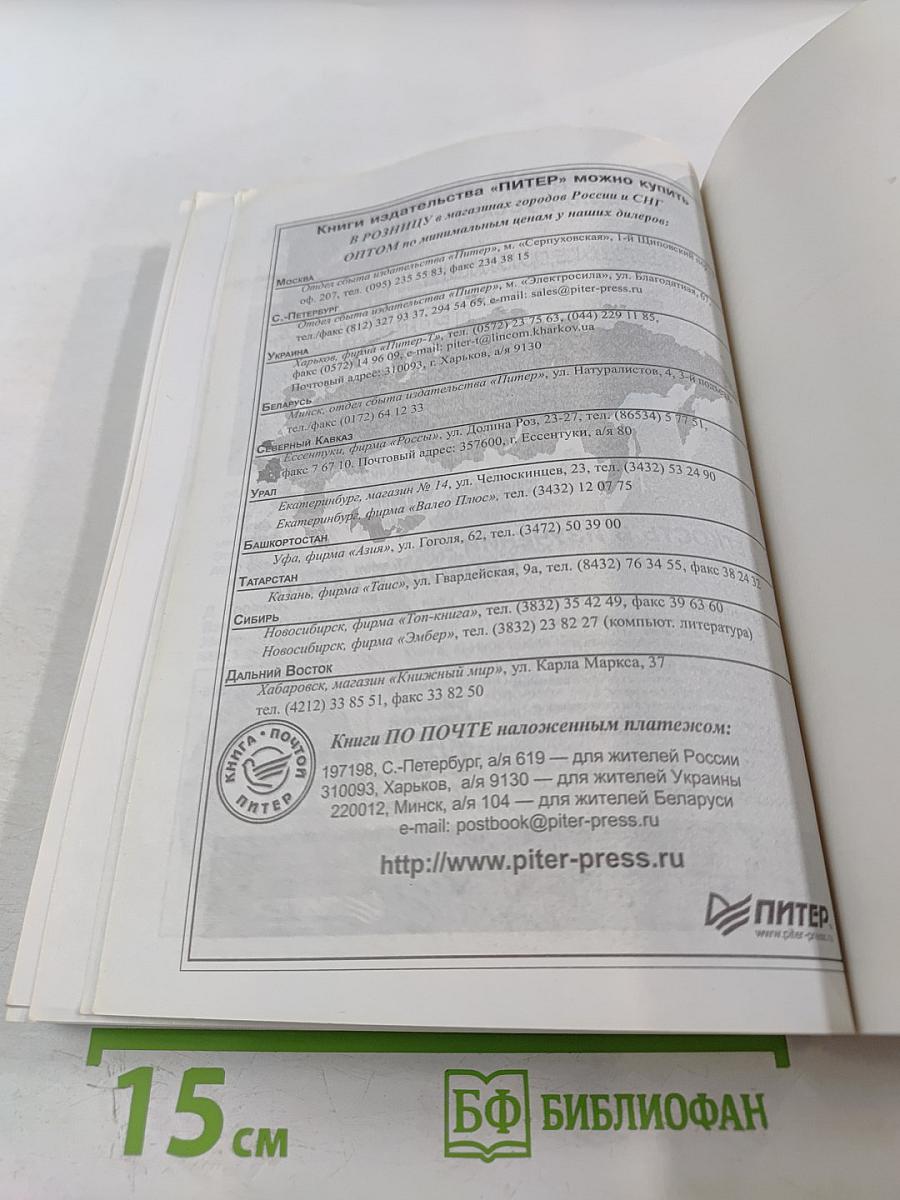 Книги издательства «ПИТЕР» можно купить
В РОЗНИЦУ в магазинах городов России и СНГ
ОПТОМ по минимальным ценам у наших дилеров:
МОСКВА
Отдел сбыта издательства «Питер», м. «Серпуховская», 1-й Щиповский
оф. 207, тел. (095) 235 55 83, факс 234 38 15
С.-ПЕТЕРБУРГ
Отдел сбыта издательства «Питер», м. «Электросила», ул. Благодатная,
тел./факс (812) 327 93 37, 294 54 65, e-mail: sales@piter-press.ru
УКРАИНА
Харьков, фирма «Питер-Т», тел. (0572) 23 75 63, (044) 229 11 85,
факс (0572) 14 96 09, e-mail: piter-t@lincom.kharkov.ua
Почтовый адрес: 310093, г. Харьков, а/я 9130
БЕЛАРУСЬ
Минск, отдел сбыта издательства «Питер», ул. Натуралистов, 4, 3-й
тел./факс (0172) 64 12 33
СЕВЕРНЫЙ КАВКАЗ
Ессентуки, фирма «Россы», ул. Долина Роз, 23-27, тел. (86534) 5 77 51,
факс 7 67 10. Почтовый адрес: 357600, г. Ессентуки, а/я 80
УРАЛ
Екатеринбург, магазин № 14, ул. Челюскинцев, 23, тел. (3432) 53 24 90
Екатеринбург, фирма «Валео Плюс», тел. (3432) 12 07 75
БАШКОРТОСТАН
Уфа, фирма «Азия», ул. Гоголя, 62, тел. (3472) 50 39 00
ТАТАРСТАН
Казань, фирма «Таис», ул. Гвардейская, 9а, тел. (8432) 76 34 55, факс 38 24 32
СИБИРЬ
Новосибирск, фирма «Топ-книга», тел. (3832) 35 42 49, факс 39 63 60
Новосибирск, фирма «Эмбер», тел. (3832) 23 82 27 (компьют. литература)
ДАЛЬНИЙ ВОСТОК
Хабаровск, магазин «Книжный мир», ул. Карла Маркса, 37
тел. (4212) 33 85 51, факс 33 82 50
КНИГА • ПОЧТОЙ
ПИТЕР
Книги ПО ПОЧТЕ наложенным платежом:
197198, С.-Петербург, а/я 619 — для жителей России
310093, Харьков, а/я 9130 — для жителей Украины
220012, Минск, а/я 104 — для жителей Беларуси
e-mail: postbook@piter-press.ru
http://www.piter-press.ru
ПИТЕР
www.piter-press.ru
15 см
БФ БИБЛИОФАН